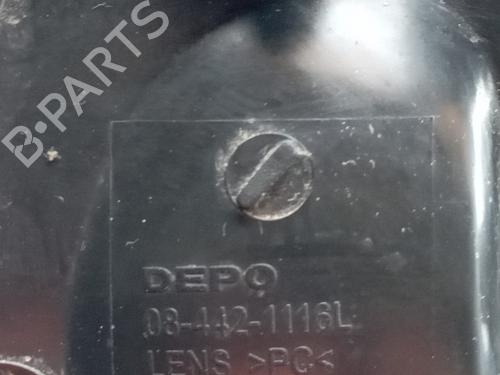 B-PARTS
DEPO
08-442-1116L
LENS >PC<